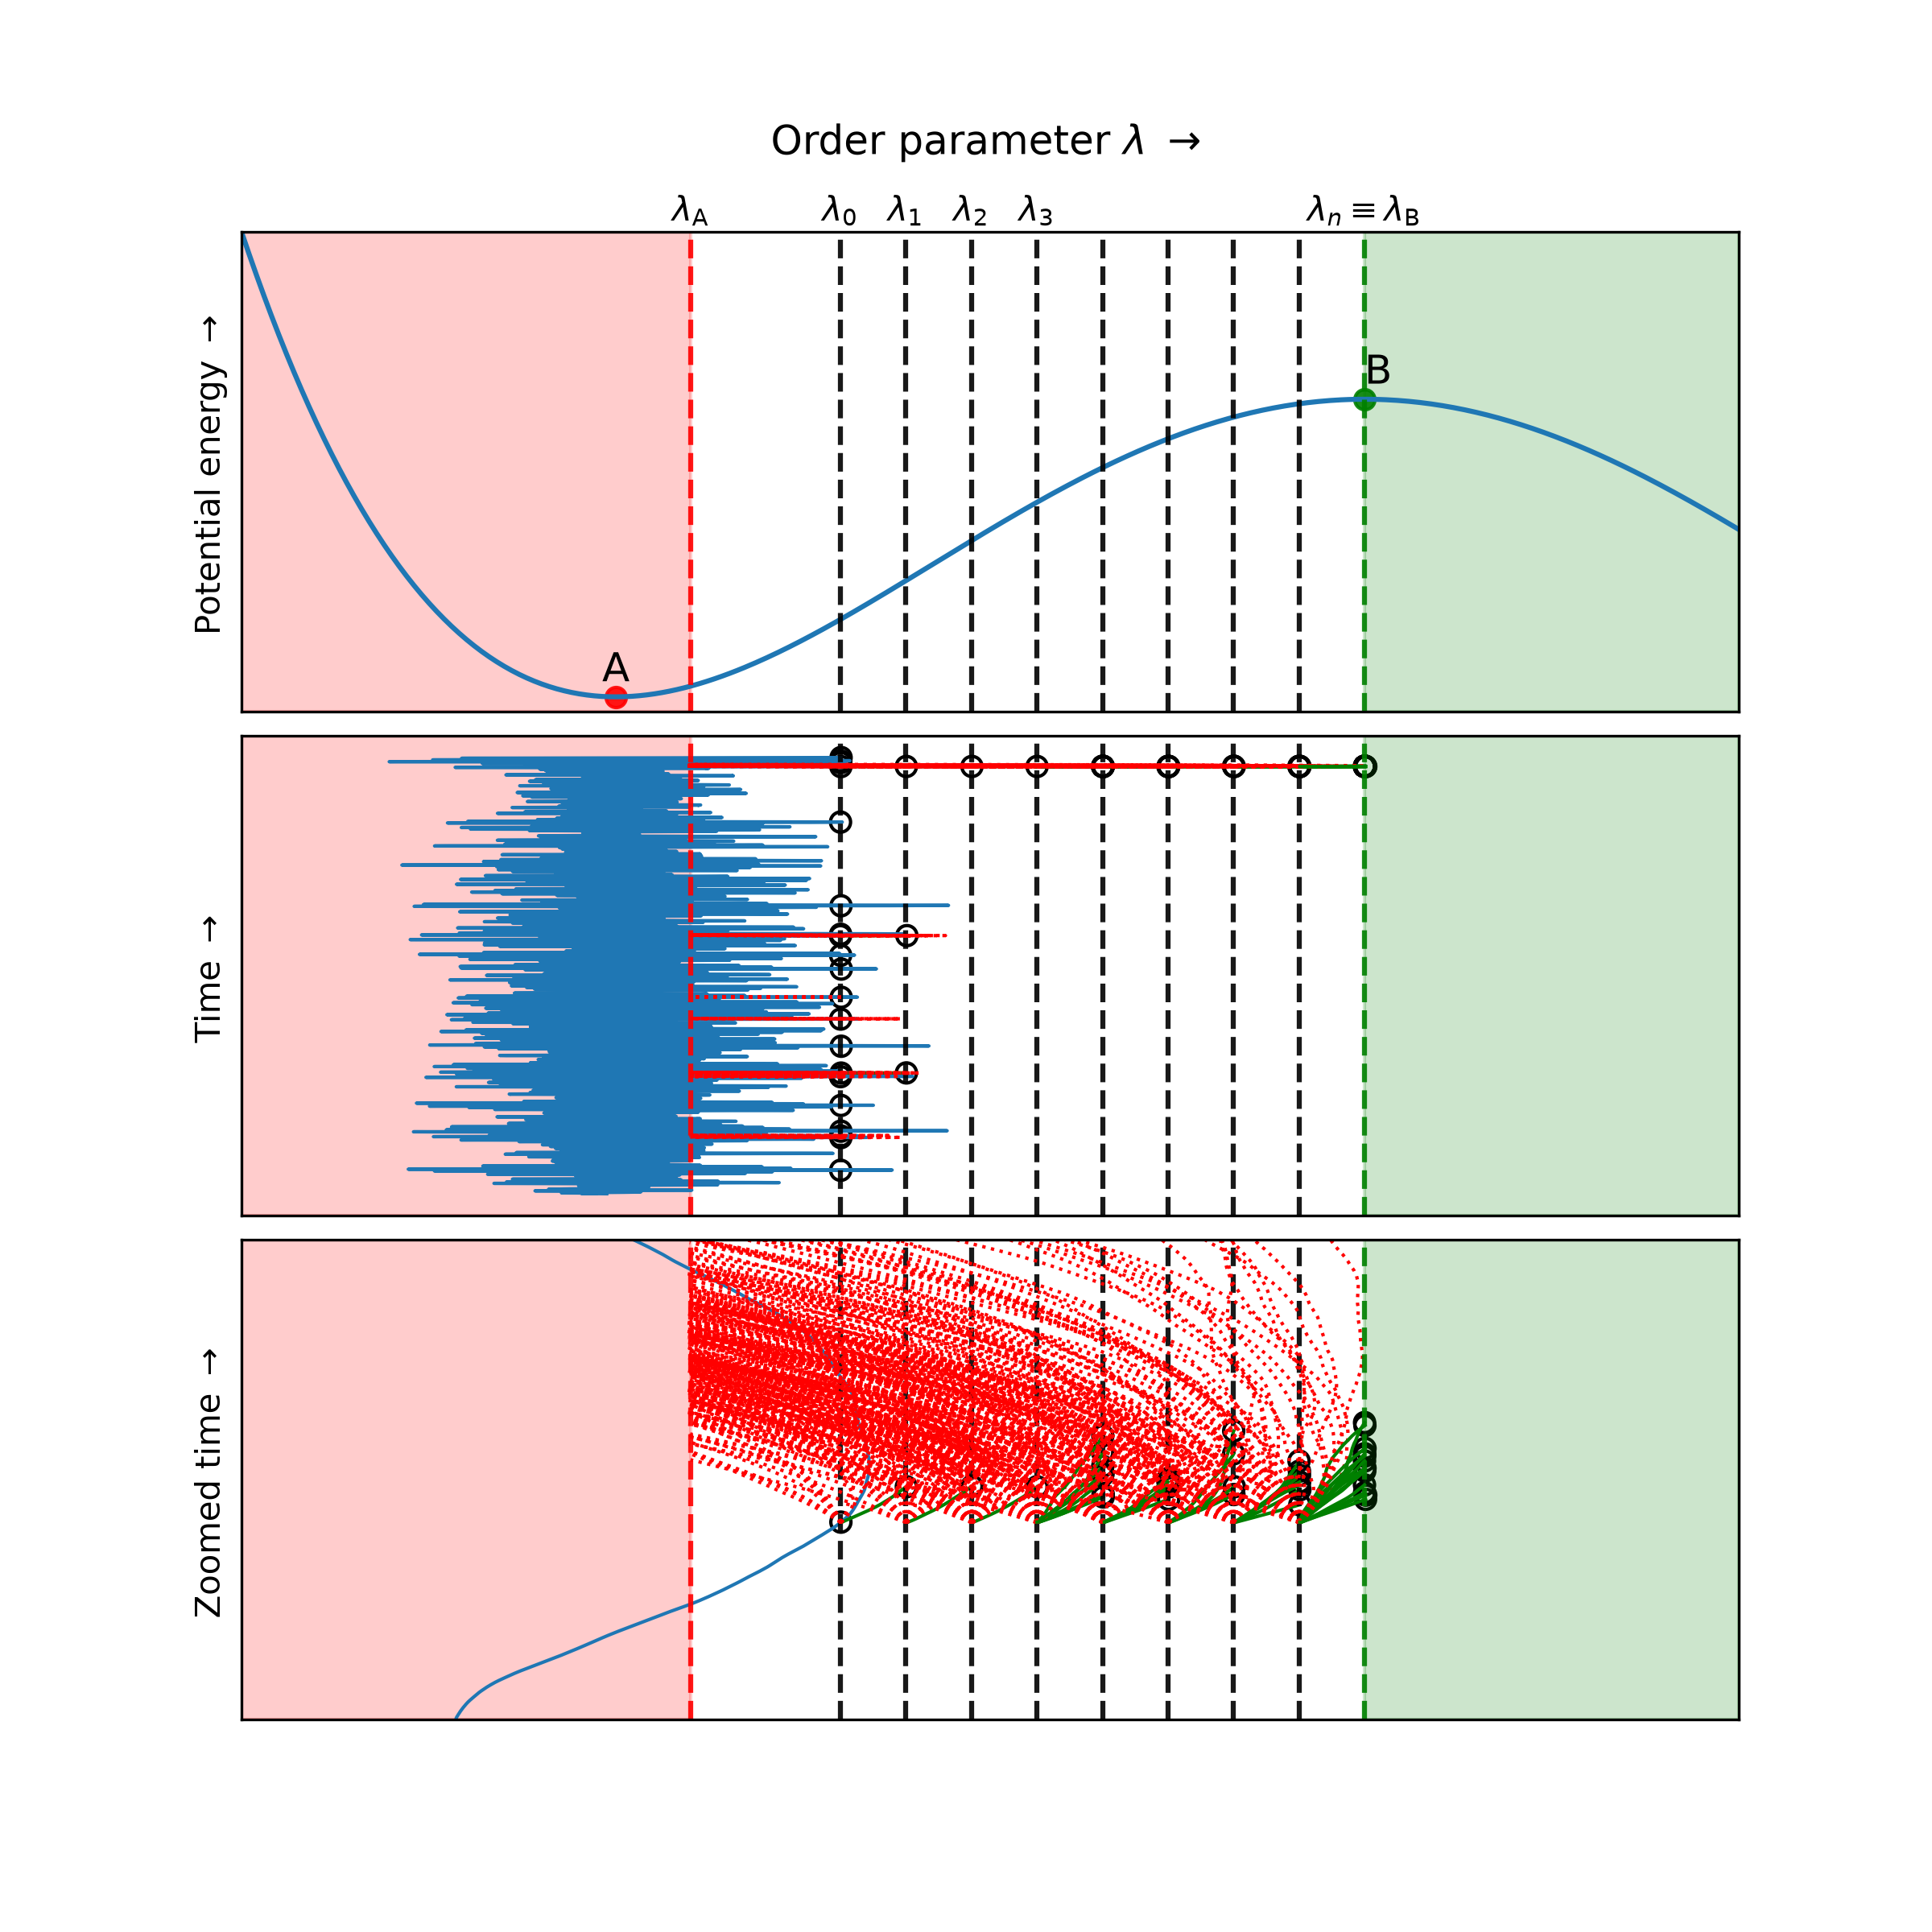 Order parameter λ →
λA λ0 λ1 λ2 λ3 λn ≡ λB
Potential energy →
A
B
Time →
Zoomed time →